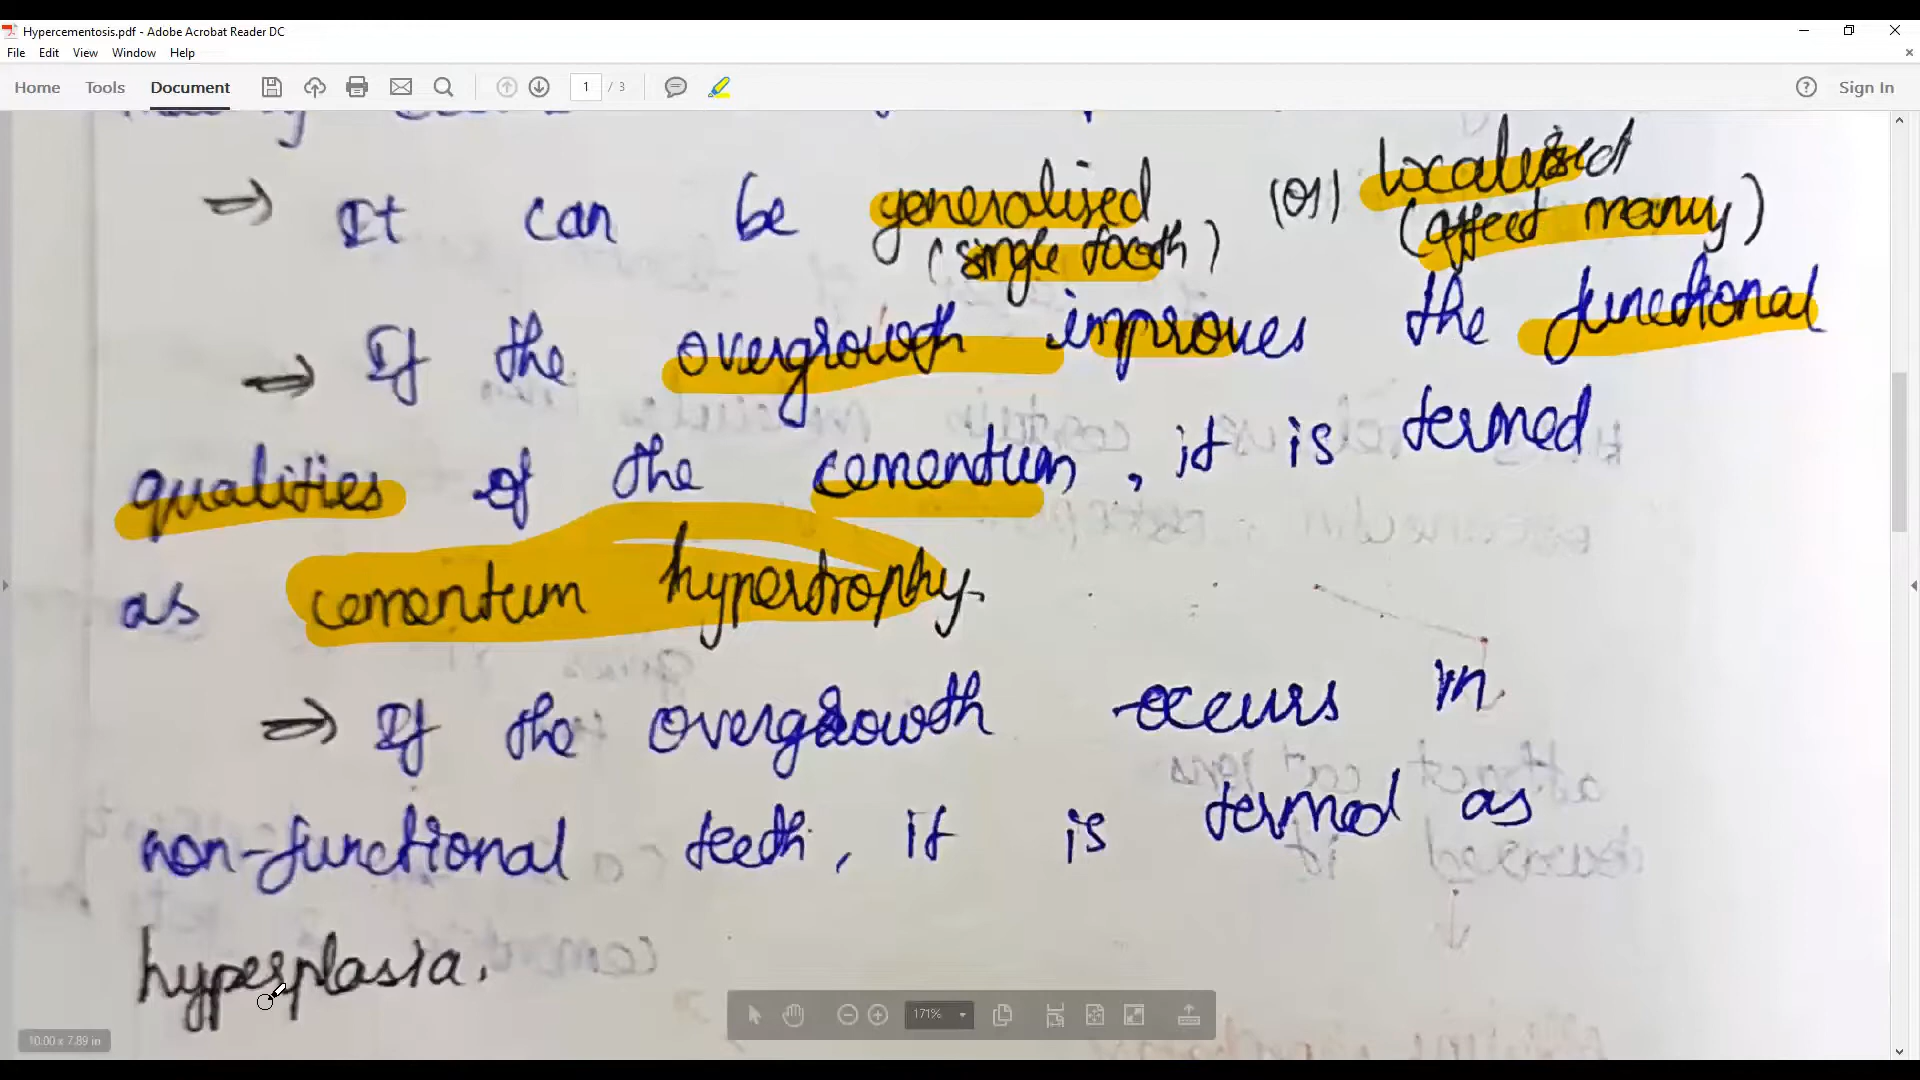 Hypercementosis.pdf - Adobe Acrobat Reader DC
File Edit View Window Help
Home Tools Document 1 / 3 Sign In
⇒ It can be generalised (or) localised
(single tooth) (affect many)
⇒ If the overgrowth improves the functional
qualities of the cementum, it is termed
as cementum hypertrophy.
⇒ If the overgrowth occurs in
non-functional teeth, it is termed as
hyperplasia.
171%
10.00 x 7.89 in